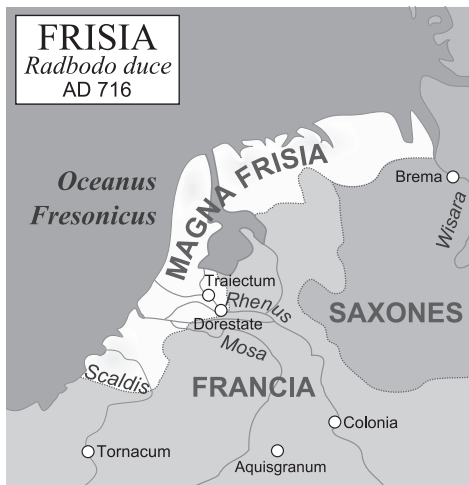 FRISIA
Radbodo duce
AD 716
Oceanus
Fresonicus
MAGNA FRISIA
Brema
Wisara
Traiectum
Rhenus
Dorestate
SAXONES
Mosa
Scaldis
FRANCIA
Colonia
Tornacum
Aquisgranum